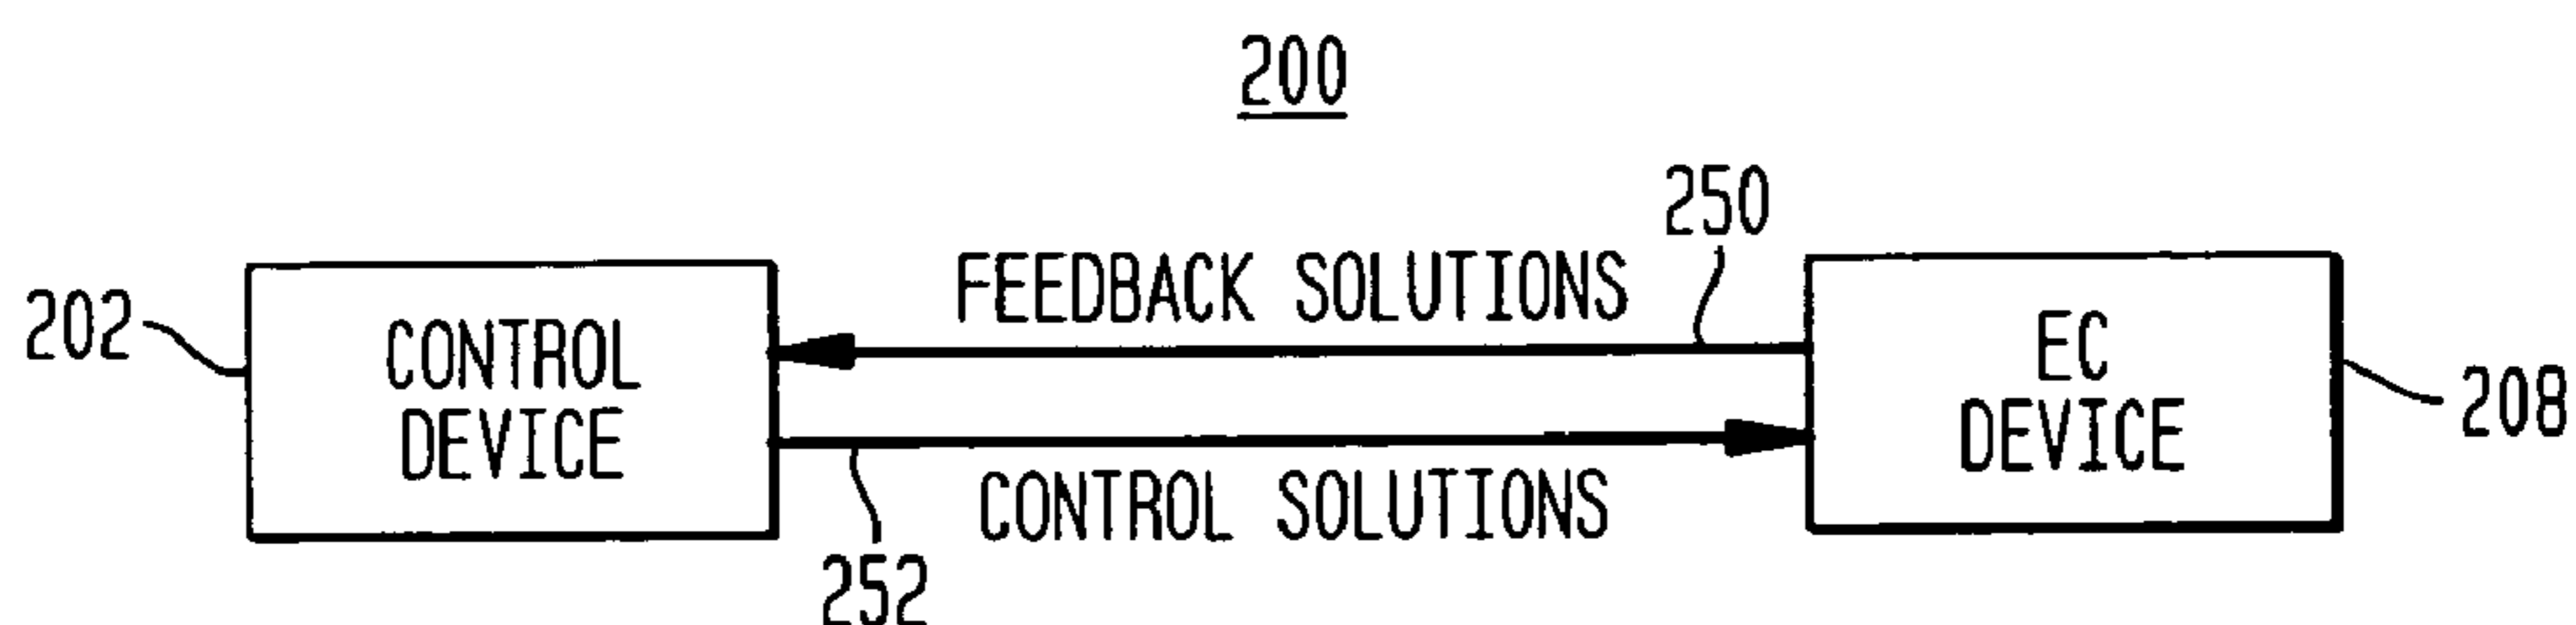 200
250
FEEDBACK SOLUTIONS
202
CONTROL
DEVICE
EC
DEVICE
208
CONTROL SOLUTIONS
252